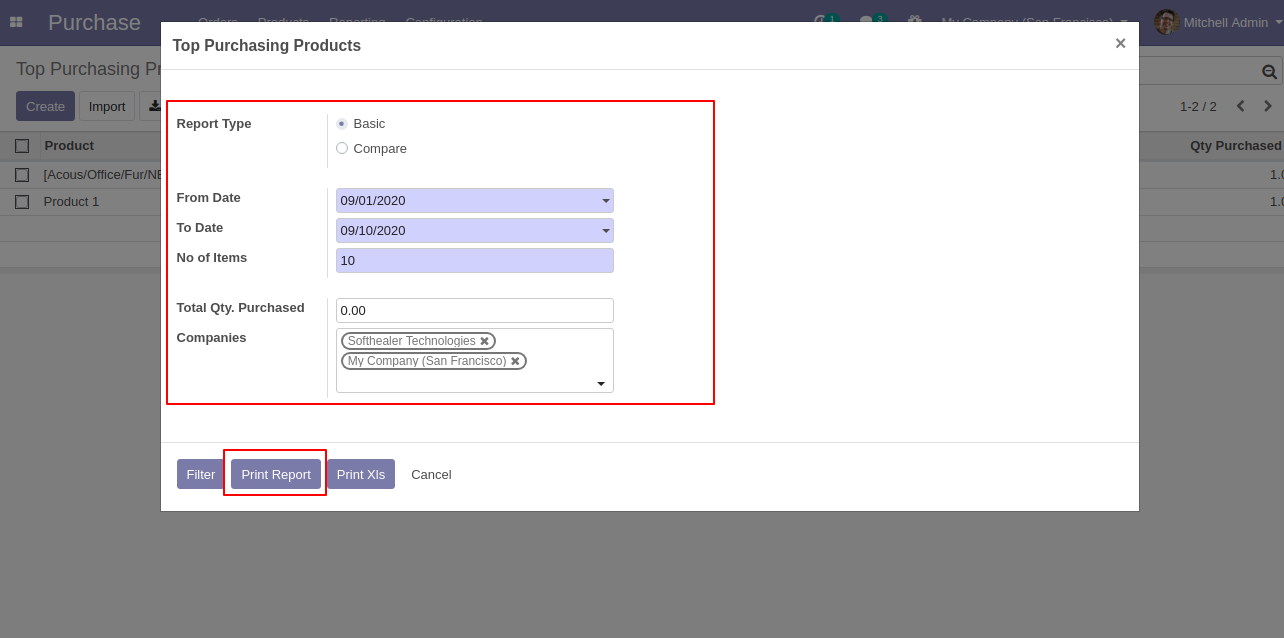 Purchase Orders Products Reporting Configuration 1 3 My Company (San Francisco) Mitchell Admin
Top Purchasing Products ×
Top Purchasing Pr
Create Import
1-2 / 2
Product Qty Purchased
[Acous/Office/Fur/NE 1.0
Product 1 1.0
Report Type Basic
Compare
From Date 09/01/2020
To Date 09/10/2020
No of Items 10
Total Qty. Purchased 0.00
Companies Softhealer Technologies ✖
My Company (San Francisco) ✖
Filter Print Report Print Xls Cancel